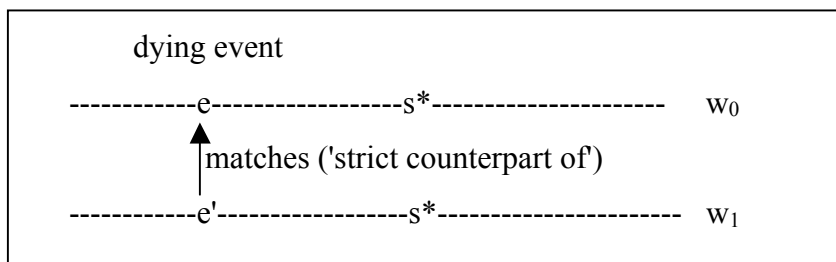 dying event
------------e------------------s*---------------------- w₀
matches ('strict counterpart of')
------------e'------------------s*----------------------- w₁